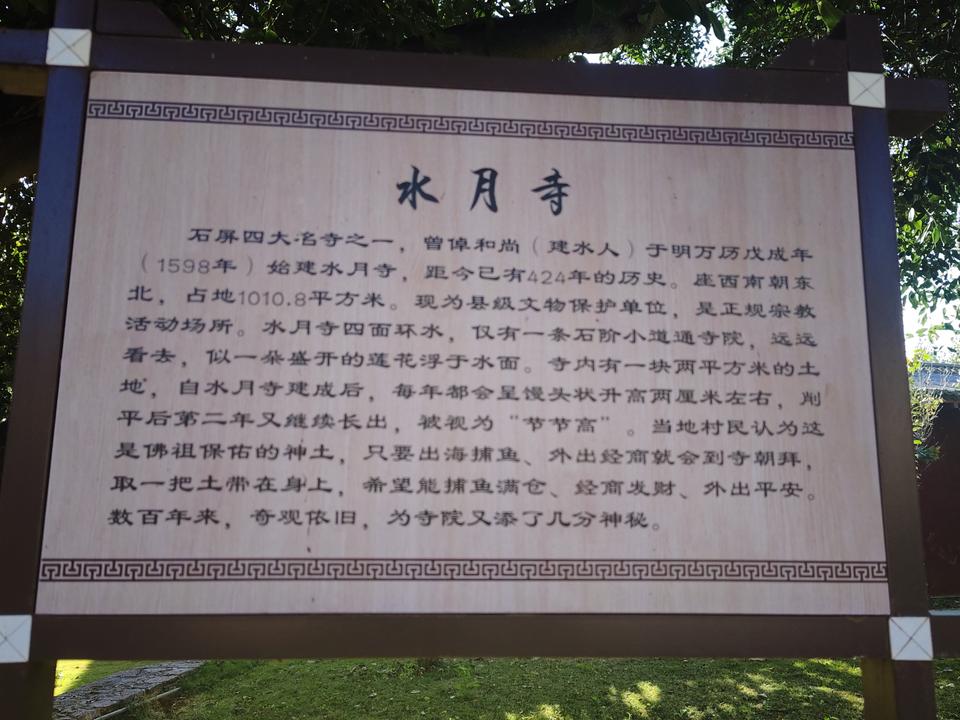 水月寺
石屏四大名寺之一，曾倬和尚（建水人）于明万历戊戌年
（1598年）始建水月寺，距今已有424年的历史。座西南朝东
北，占地1010.8平方米。现为县级文物保护单位，是正规宗教
活动场所。水月寺四面环水，仅有一条石阶小道通寺院，远远
看去，似一朵盛开的莲花浮于水面。寺内有一块两平方米的土
地，自水月寺建成后，每年都会呈馒头状升高两厘米左右，削
平后第二年又继续长出，被视为“节节高”。当地村民认为这
是佛祖保佑的神土，只要出海捕鱼、外出经商就会到寺朝拜，
取一把土带在身上，希望能捕鱼满仓、经商发财、外出平安。
数百年来，奇观依旧，为寺院又添了几分神秘。